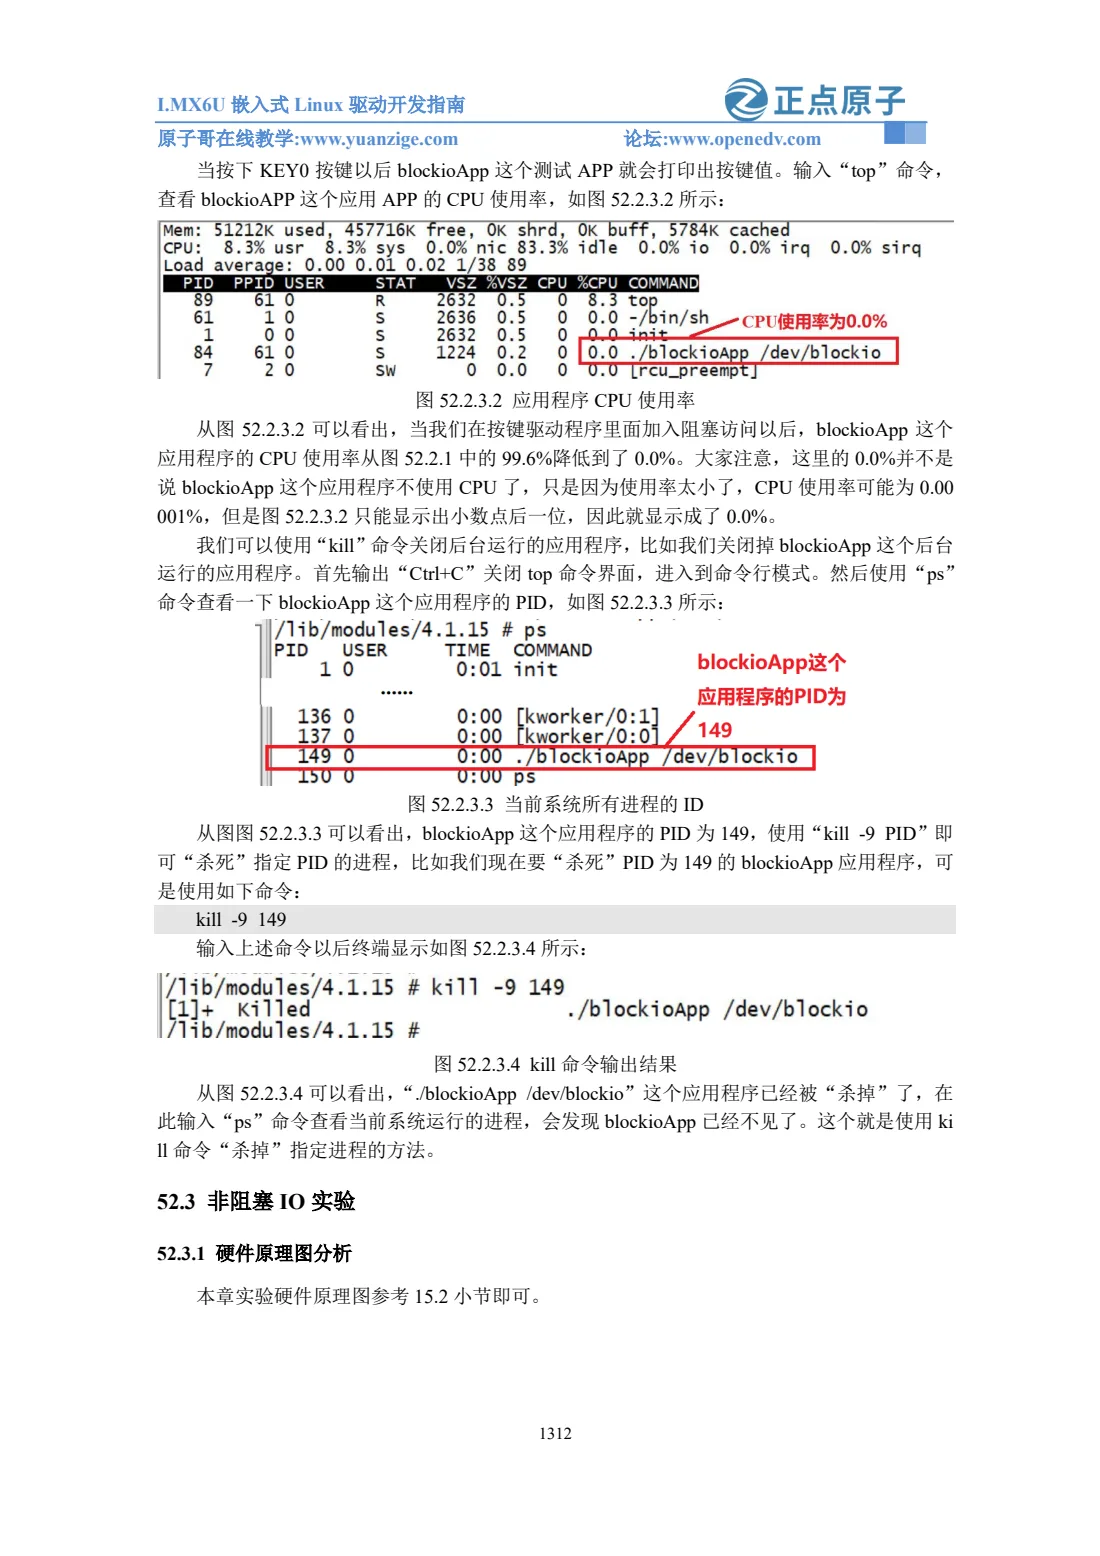 I.MX6U 嵌入式 Linux 驱动开发指南
正点原子
原子哥在线教学:www.yuanzige.com 论坛:www.openedv.com
当按下 KEY0 按键以后 blockioApp 这个测试 APP 就会打印出按键值。输入“top”命令，
查看 blockioAPP 这个应用 APP 的 CPU 使用率，如图 52.2.3.2 所示：
Mem: 51212K used, 457716K free, 0K shrd, 0K buff, 5784K cached
CPU:  8.3% usr  8.3% sys  0.0% nic 83.3% idle  0.0% io  0.0% irq  0.0% sirq
Load average: 0.00 0.01 0.02 1/38 89
PID PPID USER STAT VSZ %VSZ CPU %CPU COMMAND
89 61 0 R 2632 0.5 0 8.3 top
61 1 0 S 2636 0.5 0 0.0 -/bin/sh
CPU使用率为0.0%
1 0 0 S 2632 0.5 0 0.0 init
84 61 0 S 1224 0.2 0 0.0 ./blockioApp /dev/blockio
7 2 0 SW 0 0.0 0 0.0 [rcu_preempt]
图 52.2.3.2 应用程序 CPU 使用率
从图 52.2.3.2 可以看出，当我们在按键驱动程序里面加入阻塞访问以后，blockioApp 这个
应用程序的 CPU 使用率从图 52.2.1 中的 99.6%降低到了 0.0%。大家注意，这里的 0.0%并不是
说 blockioApp 这个应用程序不使用 CPU 了，只是因为使用率太小了，CPU 使用率可能为 0.00
001%，但是图 52.2.3.2 只能显示出小数点后一位，因此就显示成了 0.0%。
我们可以使用“kill”命令关闭后台运行的应用程序，比如我们关闭掉 blockioApp 这个后台
运行的应用程序。首先输出“Ctrl+C”关闭 top 命令界面，进入到命令行模式。然后使用“ps”
命令查看一下 blockioApp 这个应用程序的 PID，如图 52.2.3.3 所示：
/lib/modules/4.1.15 # ps
PID USER TIME COMMAND
1 0 0:01 init
......
blockioApp这个
应用程序的PID为
149
136 0 0:00 [kworker/0:1]
137 0 0:00 [kworker/0:0]
149 0 0:00 ./blockioApp /dev/blockio
150 0 0:00 ps
图 52.2.3.3 当前系统所有进程的 ID
从图图 52.2.3.3 可以看出，blockioApp 这个应用程序的 PID 为 149，使用“kill -9 PID”即
可“杀死”指定 PID 的进程，比如我们现在要“杀死”PID 为 149 的 blockioApp 应用程序，可
是使用如下命令：
kill -9 149
输入上述命令以后终端显示如图 52.2.3.4 所示：
/lib/modules/4.1.15 # kill -9 149
[1]+ Killed ./blockioApp /dev/blockio
/lib/modules/4.1.15 #
图 52.2.3.4 kill 命令输出结果
从图 52.2.3.4 可以看出，“./blockioApp /dev/blockio”这个应用程序已经被“杀掉”了，在
此输入“ps”命令查看当前系统运行的进程，会发现 blockioApp 已经不见了。这个就是使用 ki
ll 命令“杀掉”指定进程的方法。
52.3 非阻塞 IO 实验
52.3.1 硬件原理图分析
本章实验硬件原理图参考 15.2 小节即可。
1312